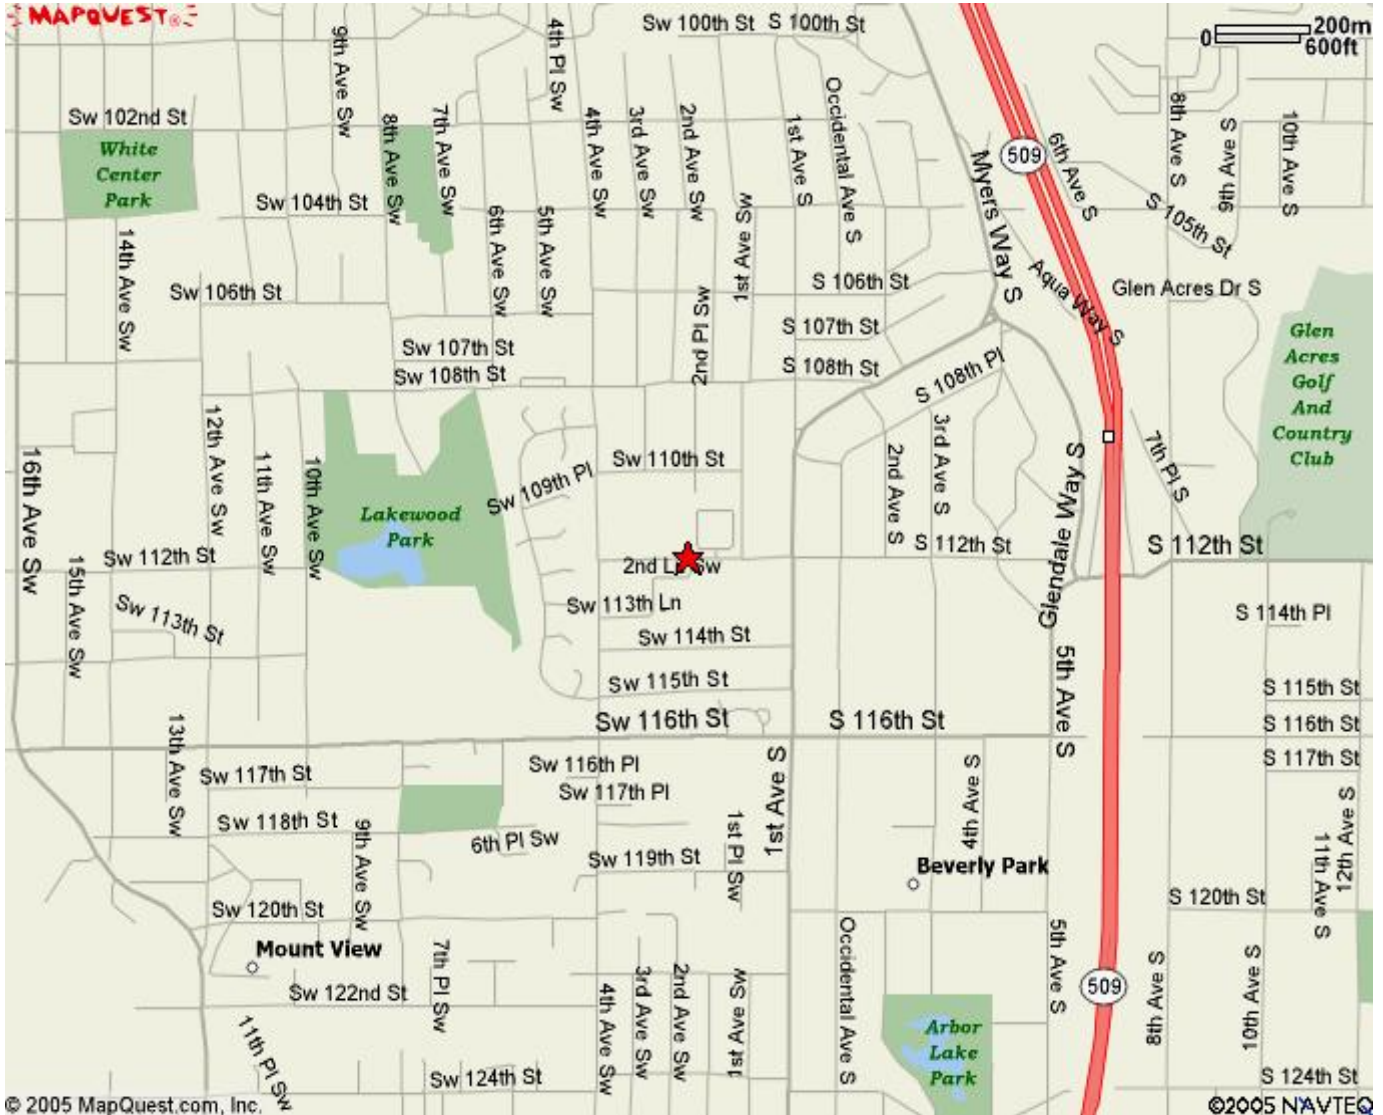 MAPQUEST
Sw 100th St
S 100th St
0
200m
600ft
9th Ave Sw
4th Pl Sw
Sw 102nd St
8th Ave Sw
7th Ave Sw
4th Ave Sw
3rd Ave Sw
2nd Ave Sw
1st Ave S
Occidental Ave S
Myers Way S
509
6th Ave S
8th Ave S
9th Ave S
10th Ave S
White
Center
Park
Sw 104th St
S 105th St
14th Ave Sw
6th Ave Sw
5th Ave Sw
1st Ave Sw
Sw 106th St
S 106th St
Aqua Way S
Glen Acres Dr S
2nd Pl Sw
S 107th St
Sw 107th St
S 108th St
Sw 108th St
S 108th Pl
Glen
Acres
Golf
And
Country
Club
16th Ave Sw
12th Ave Sw
11th Ave Sw
10th Ave Sw
Sw 110th St
Sw 109th Pl
2nd Ave S
3rd Ave S
Glendale Way S
7th Pl S
Lakewood
Park
Sw 112th St
S 112th St
S 112th St
15th Ave Sw
2nd Ln Sw
Sw 113th Ln
Sw 113th St
Sw 114th St
S 114th Pl
5th Ave S
Sw 115th St
S 115th St
Sw 116th St
S 116th St
S 116th St
13th Ave Sw
Sw 117th St
Sw 116th Pl
S 117th St
Sw 117th Pl
1st Ave S
4th Ave S
Sw 118th St
9th Ave Sw
6th Pl Sw
1st Pl Sw
Sw 119th St
Beverly Park
11th Ave S
12th Ave S
S 120th St
Sw 120th St
Mount View
7th Pl Sw
Occidental Ave S
5th Ave S
509
8th Ave S
10th Ave S
Sw 122nd St
4th Ave Sw
3rd Ave Sw
2nd Ave Sw
1st Ave Sw
Arbor
Lake
Park
11th Pl Sw
Sw 124th St
S 124th St
© 2005 MapQuest.com, Inc.
©2005 NAVTEQ